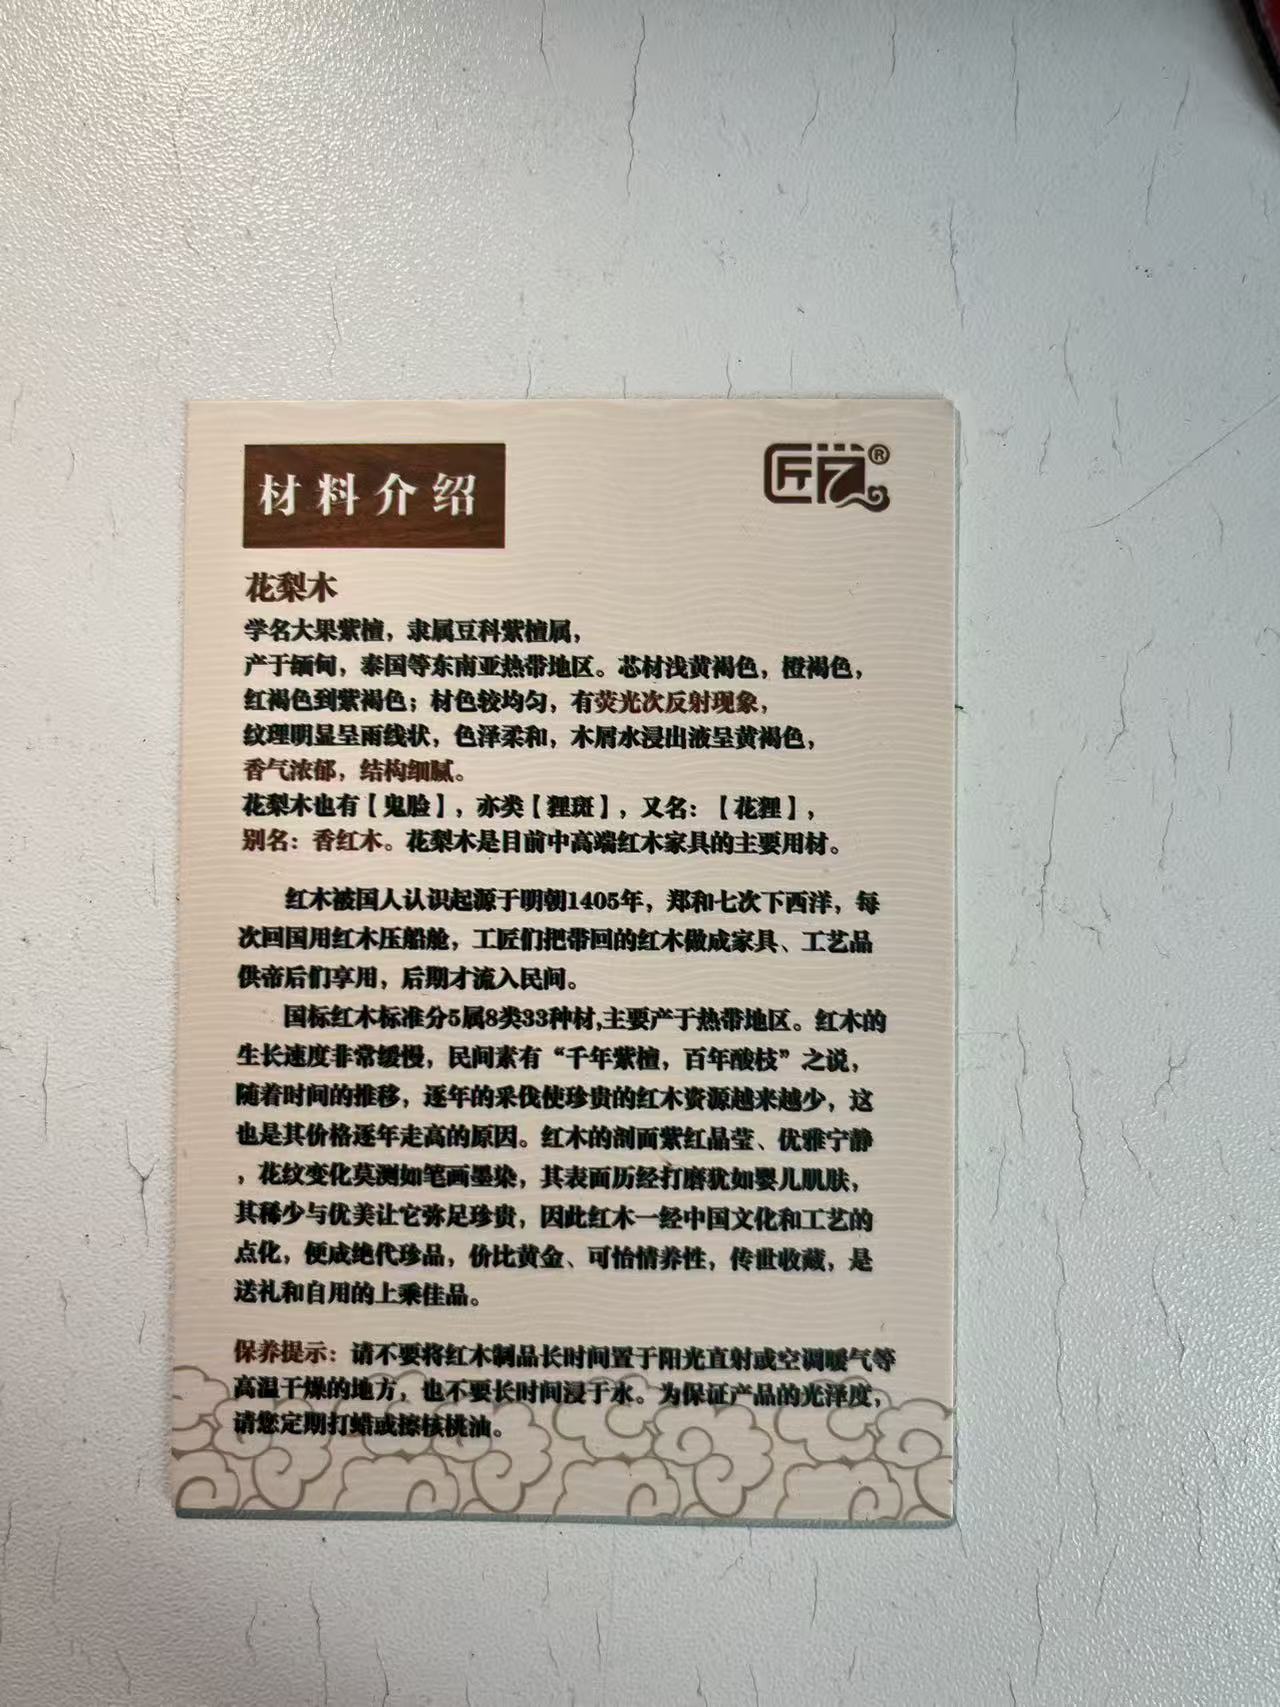 材料介绍
匠
®
花梨木
学名大果紫檀，隶属豆科紫檀属，
产于缅甸，泰国等东南亚热带地区。芯材浅黄褐色，橙褐色，
红褐色到紫褐色；材色较均匀，有荧光次反射现象，
纹理明显呈雨线状，色泽柔和，木屑水浸出液呈黄褐色，
香气浓郁，结构细腻。
花梨木也有【鬼脸】，亦类【狸斑】，又名：【花狸】，
别名：香红木。花梨木是目前中高端红木家具的主要用材。
红木被国人认识起源于明朝1405年，郑和七次下西洋，每
次回国用红木压船舱，工匠们把带回的红木做成家具、工艺品
供帝后们享用，后期才流入民间。
国标红木标准分5属8类33种材,主要产于热带地区。红木的
生长速度非常缓慢，民间素有“千年紫檀，百年酸枝”之说，
随着时间的推移，逐年的采伐使珍贵的红木资源越来越少，这
也是其价格逐年走高的原因。红木的剖面紫红晶莹、优雅宁静
，花纹变化莫测如笔画墨染，其表面历经打磨犹如婴儿肌肤，
其稀少与优美让它弥足珍贵，因此红木一经中国文化和工艺的
点化，便成绝代珍品，价比黄金、可怡情养性，传世收藏，是
送礼和自用的上乘佳品。
保养提示：请不要将红木制品长时间置于阳光直射或空调暖气等
高温干燥的地方，也不要长时间浸于水。为保证产品的光泽度，
请您定期打蜡或擦核桃油。